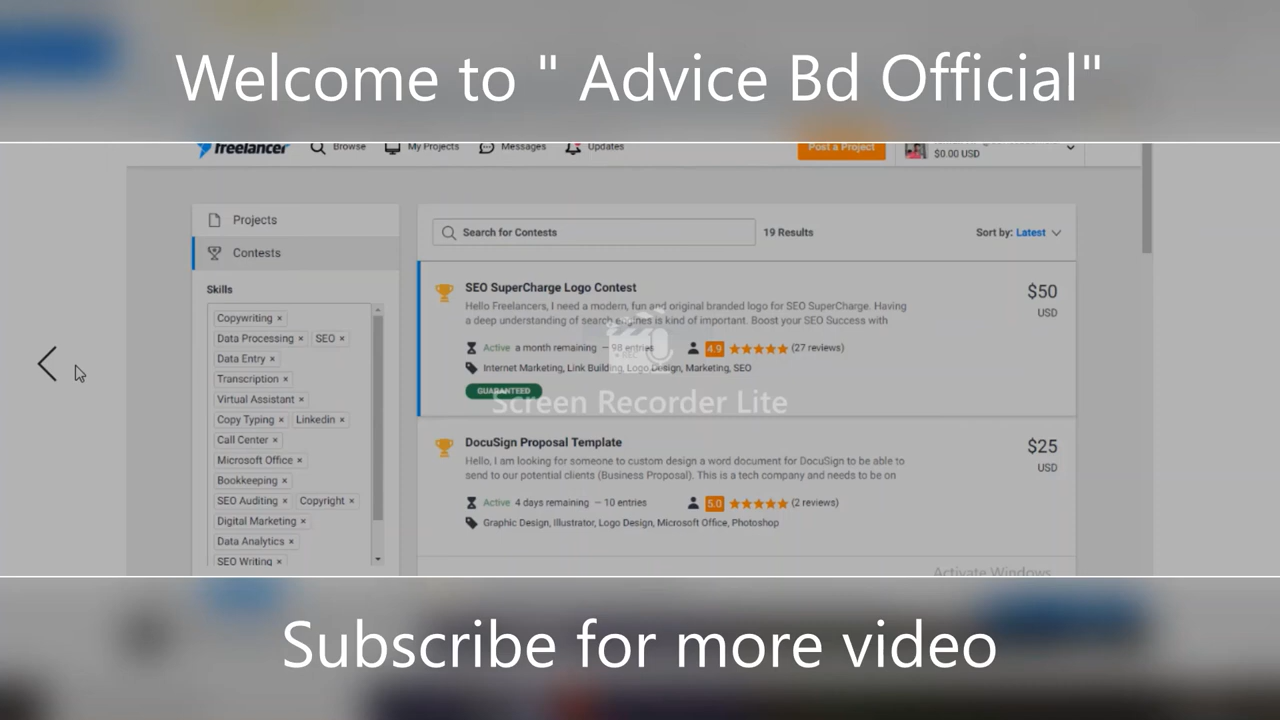 Welcome to " Advice Bd Official"
freelancer Browse My Projects Messages Updates Post a Project
$0.00 USD
Projects
Contests
Skills
Copywriting ×
Data Processing × SEO ×
Data Entry ×
Transcription ×
Virtual Assistant ×
Copy Typing × Linkedin ×
Call Center ×
Microsoft Office ×
Bookkeeping ×
SEO Auditing × Copyright ×
Digital Marketing ×
Data Analytics ×
SEO Writing ×
Search for Contests 19 Results Sort by: Latest
SEO SuperCharge Logo Contest $50
USD
Hello Freelancers, I need a modern, fun and original branded logo for SEO SuperCharge. Having
a deep understanding of search engines is kind of important. Boost your SEO Success with
Active a month remaining – 98 entries 4.9 (27 reviews)
Internet Marketing, Link Building, Logo Design, Marketing, SEO
GUARANTEED
REC
Screen Recorder Lite
DocuSign Proposal Template $25
USD
Hello, I am looking for someone to custom design a word document for DocuSign to be able to
send to our potential clients (Business Proposal). This is a tech company and needs to be on
Active 4 days remaining – 10 entries 5.0 (2 reviews)
Graphic Design, Illustrator, Logo Design, Microsoft Office, Photoshop
Activate Windows
Subscribe for more video